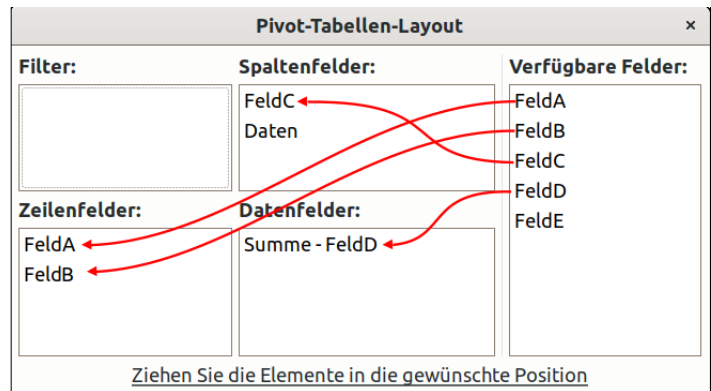 Pivot-Tabellen-Layout ×
Filter:
Spaltenfelder:
FeldC
Daten
Verfügbare Felder:
FeldA
FeldB
FeldC
FeldD
FeldE
Zeilenfelder:
FeldA
FeldB
Datenfelder:
Summe - FeldD
Ziehen Sie die Elemente in die gewünschte Position